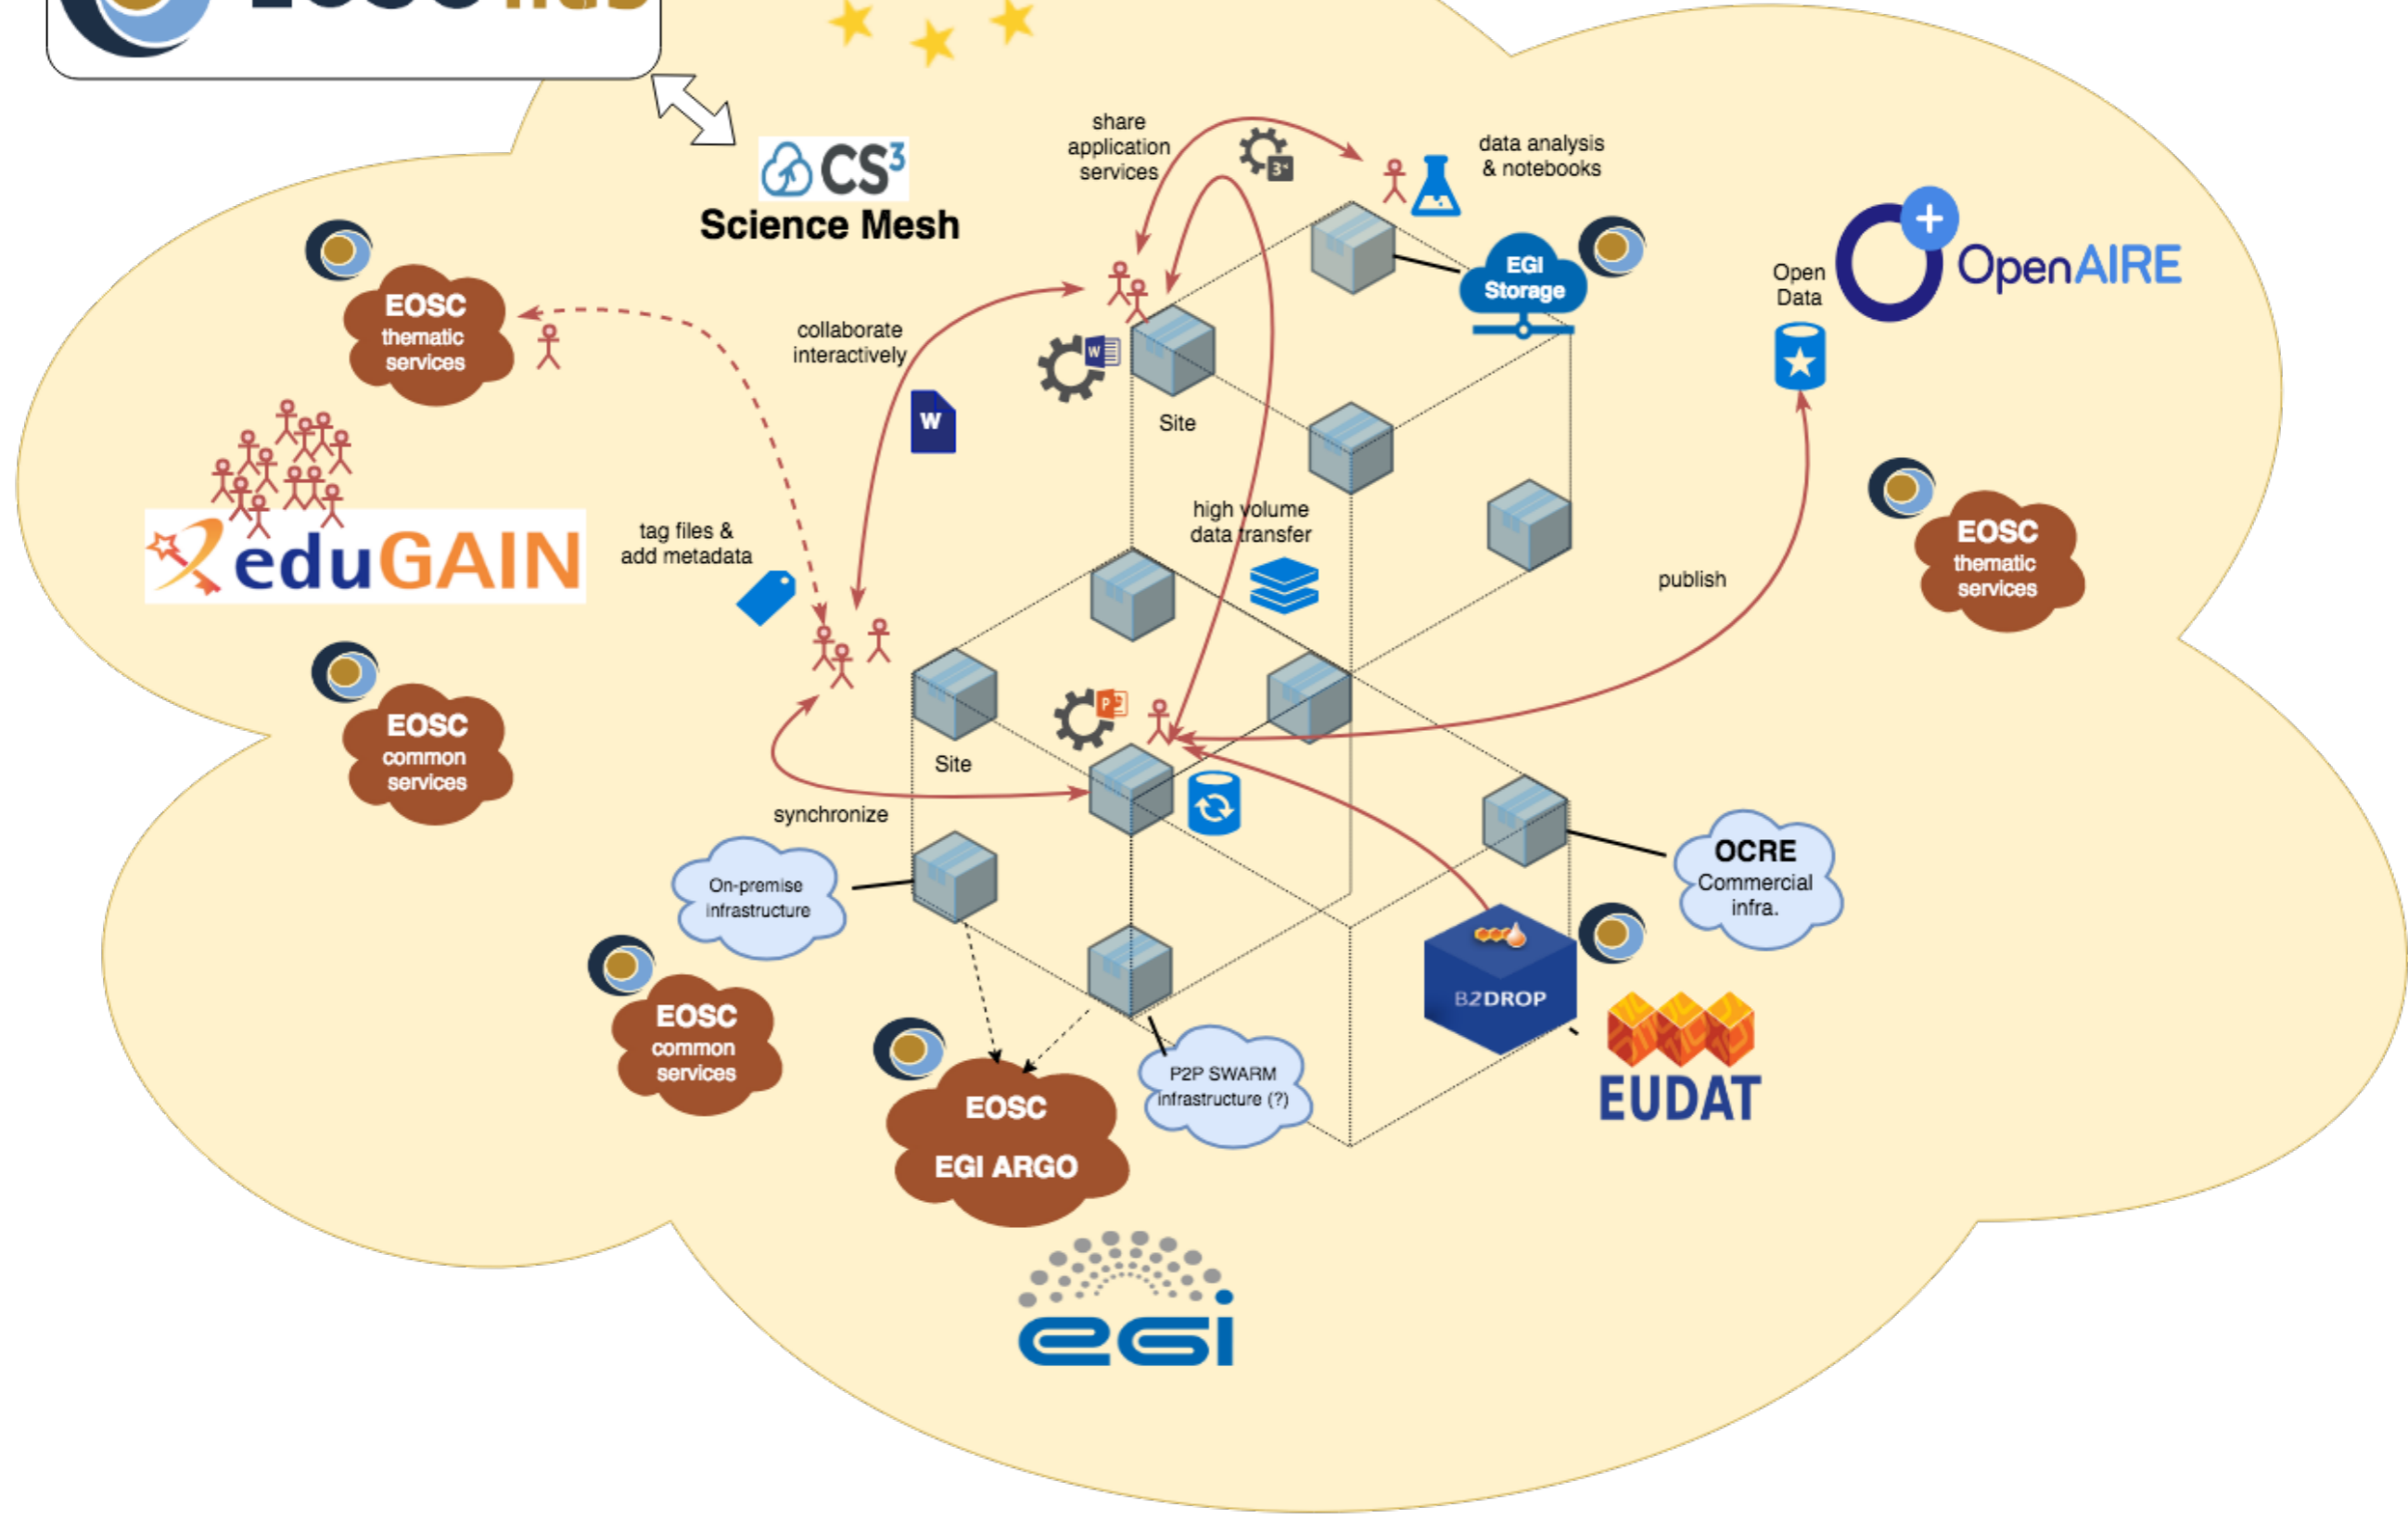 CS³
Science Mesh
share
application
services
3
data analysis
& notebooks
EGI
Storage
Open
Data
OpenAIRE
EOSC
thematic
services
collaborate
interactively
W
W
Site
eduGAIN
tag files &
add metadata
high volume
data transfer
publish
EOSC
thematic
services
EOSC
common
services
P
Site
synchronize
On-premise
infrastructure
OCRE
Commercial
infra.
B2DROP
EOSC
common
services
EOSC
EGI ARGO
P2P SWARM
infrastructure (?)
EUDAT
egi